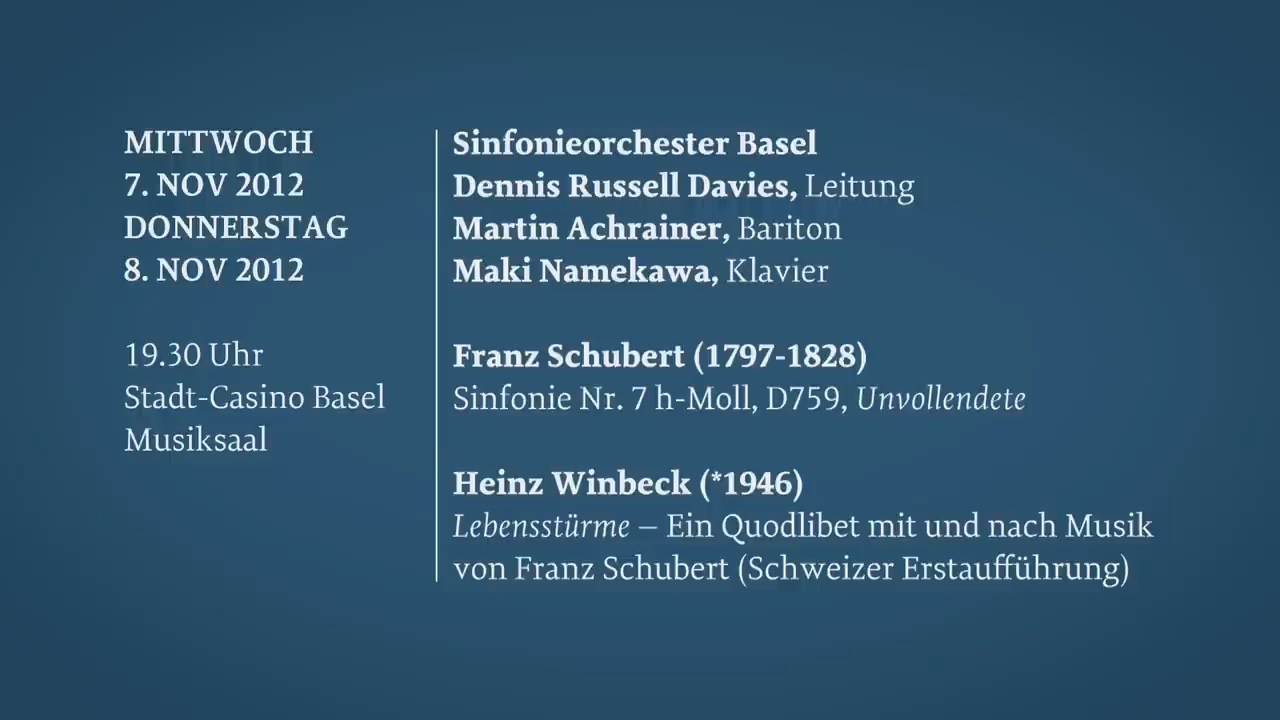 MITTWOCH
7. NOV 2012
DONNERSTAG
8. NOV 2012
19.30 Uhr
Stadt-Casino Basel
Musiksaal
Sinfonieorchester Basel
Dennis Russell Davies, Leitung
Martin Achrainer, Bariton
Maki Namekawa, Klavier
Franz Schubert (1797-1828)
Sinfonie Nr. 7 h-Moll, D759, Unvollendete
Heinz Winbeck (*1946)
Lebensstürme – Ein Quodlibet mit und nach Musik
von Franz Schubert (Schweizer Erstaufführung)